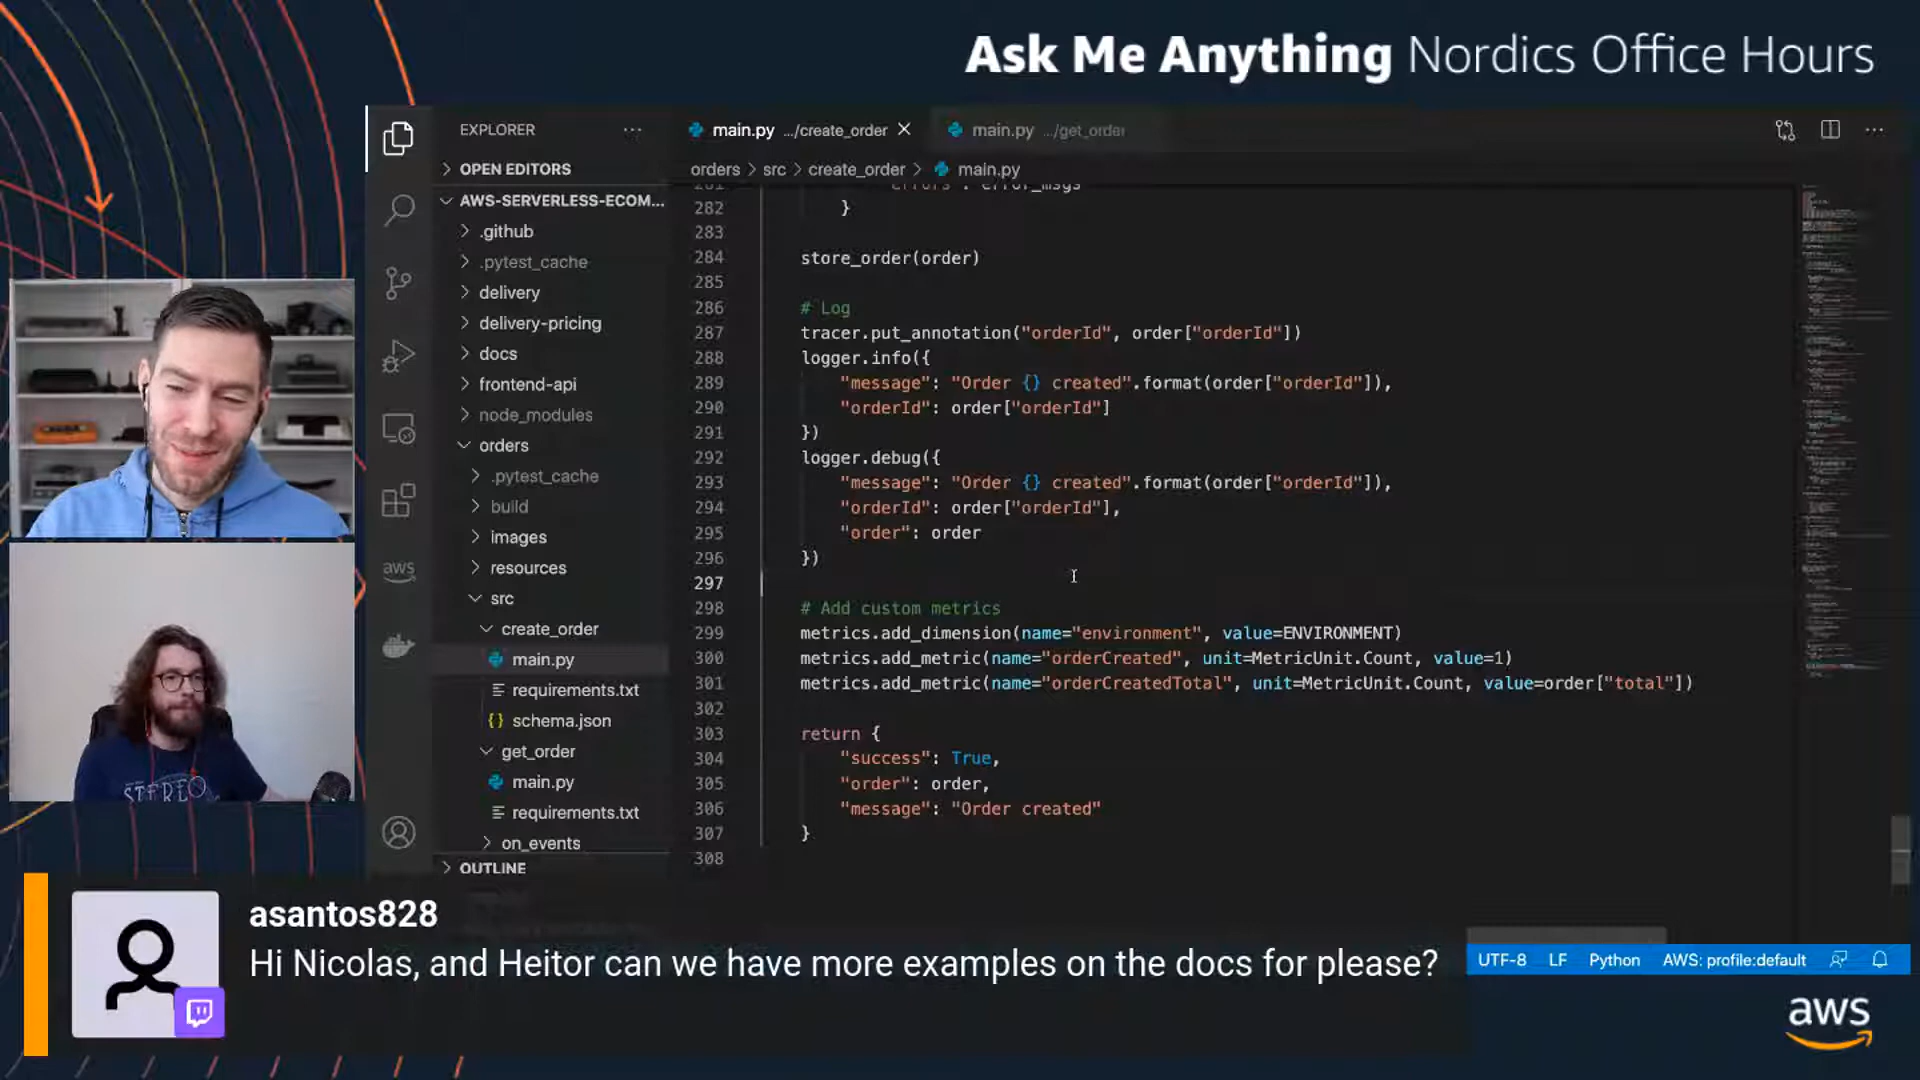 Ask Me Anything Nordics Office Hours
EXPLORER ···
main.py .../create_order
main.py .../get_order
OPEN EDITORS
orders > src > create_order > main.py
AWS-SERVERLESS-ECOM...
.github
.pytest_cache
delivery
delivery-pricing
docs
frontend-api
node_modules
orders
.pytest_cache
build
images
resources
src
create_order
main.py
requirements.txt
schema.json
get_order
main.py
requirements.txt
on_events
OUTLINE
aws
281 "errors": error_msgs
282 }
283
284 store_order(order)
285
286 # Log
287 tracer.put_annotation("orderId", order["orderId"])
288 logger.info({
289 "message": "Order {} created".format(order["orderId"]),
290 "orderId": order["orderId"]
291 })
292 logger.debug({
293 "message": "Order {} created".format(order["orderId"]),
294 "orderId": order["orderId"],
295 "order": order
296 })
297
298 # Add custom metrics
299 metrics.add_dimension(name="environment", value=ENVIRONMENT)
300 metrics.add_metric(name="orderCreated", unit=MetricUnit.Count, value=1)
301 metrics.add_metric(name="orderCreatedTotal", unit=MetricUnit.Count, value=order["total"])
302
303 return {
304 "success": True,
305 "order": order,
306 "message": "Order created"
307 }
308
STEREO
asantos828
Hi Nicolas, and Heitor can we have more examples on the docs for please?
UTF-8 LF Python AWS: profile:default
aws